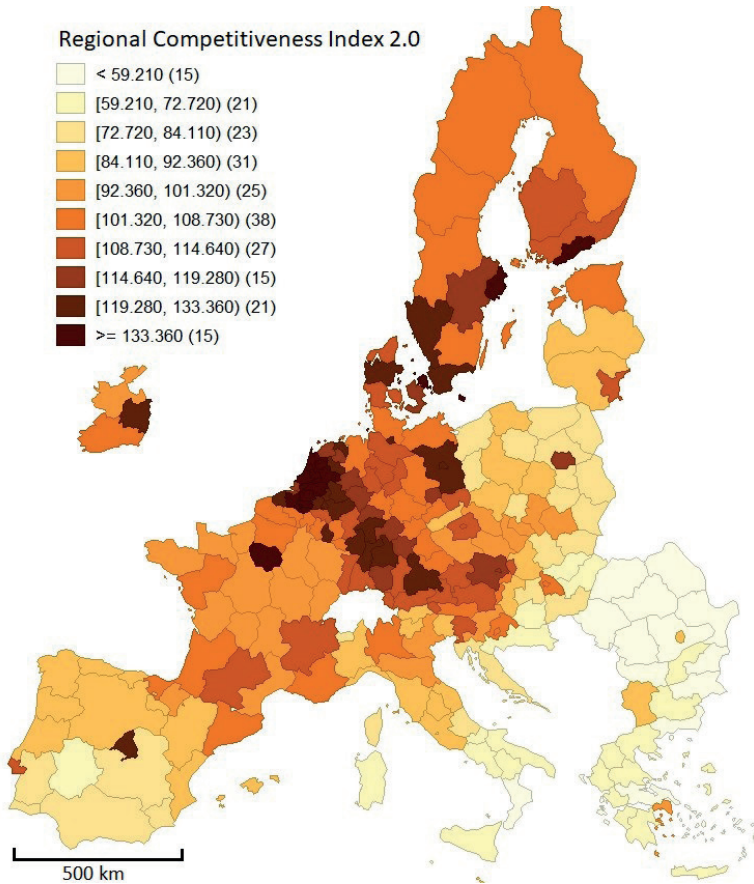 Regional Competitiveness Index 2.0
< 59.210 (15)
[59.210, 72.720) (21)
[72.720, 84.110) (23)
[84.110, 92.360) (31)
[92.360, 101.320) (25)
[101.320, 108.730) (38)
[108.730, 114.640) (27)
[114.640, 119.280) (15)
[119.280, 133.360) (21)
>= 133.360 (15)
500 km